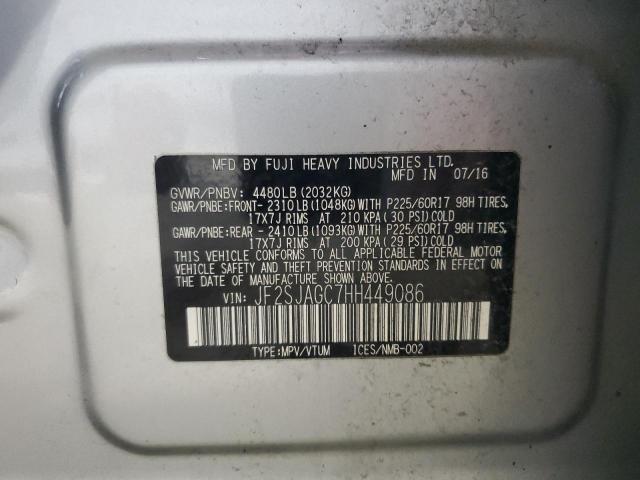 MFD BY FUJI HEAVY INDUSTRIES LTD.
MFD IN 07/16
GVWR/PNBV: 4480LB(2032KG)
GAWR/PNBE:FRONT-2310LB(1048KG)WITH P225/60R17 98H TIRES,
17X7J RIMS AT 210 KPA(30 PSI)COLD
GAWR/PNBE:REAR -2410LB(1093KG)WITH P225/60R17 98H TIRES,
17X7J RIMS AT 200 KPA(29 PSI)COLD
THIS VEHICLE CONFORMS TO ALL APPLICABLE FEDERAL MOTOR
VEHICLE SAFETY AND THEFT PREVENTION STANDARDS IN EFFECT
ON THE DATE OF MANUFACTURE SHOWN ABOVE.
VIN: JF2SJAGC7HH449086
TYPE:MPV/VTUM ICES/NMB-002